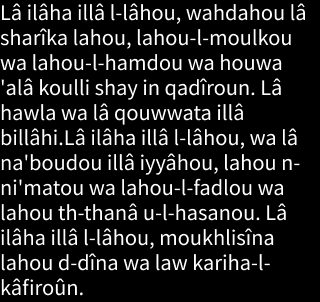 Lâ ilâha illâ l-lâhou, wahdahou lâ
sharîka lahou, lahou-l-moulkou
wa lahou-l-hamdou wa houwa
'alâ koulli shay in qadîroun. Lâ
hawla wa lâ qouwwata illâ
billâhi.Lâ ilâha illâ l-lâhou, wa lâ
na'boudou illâ iyyâhou, lahou n-
ni'matou wa lahou-l-fadlou wa
lahou th-thanâ u-l-hasanou. Lâ
ilâha illâ l-lâhou, moukhlisîna
lahou d-dîna wa law kariha-l-
kâfiroûn.